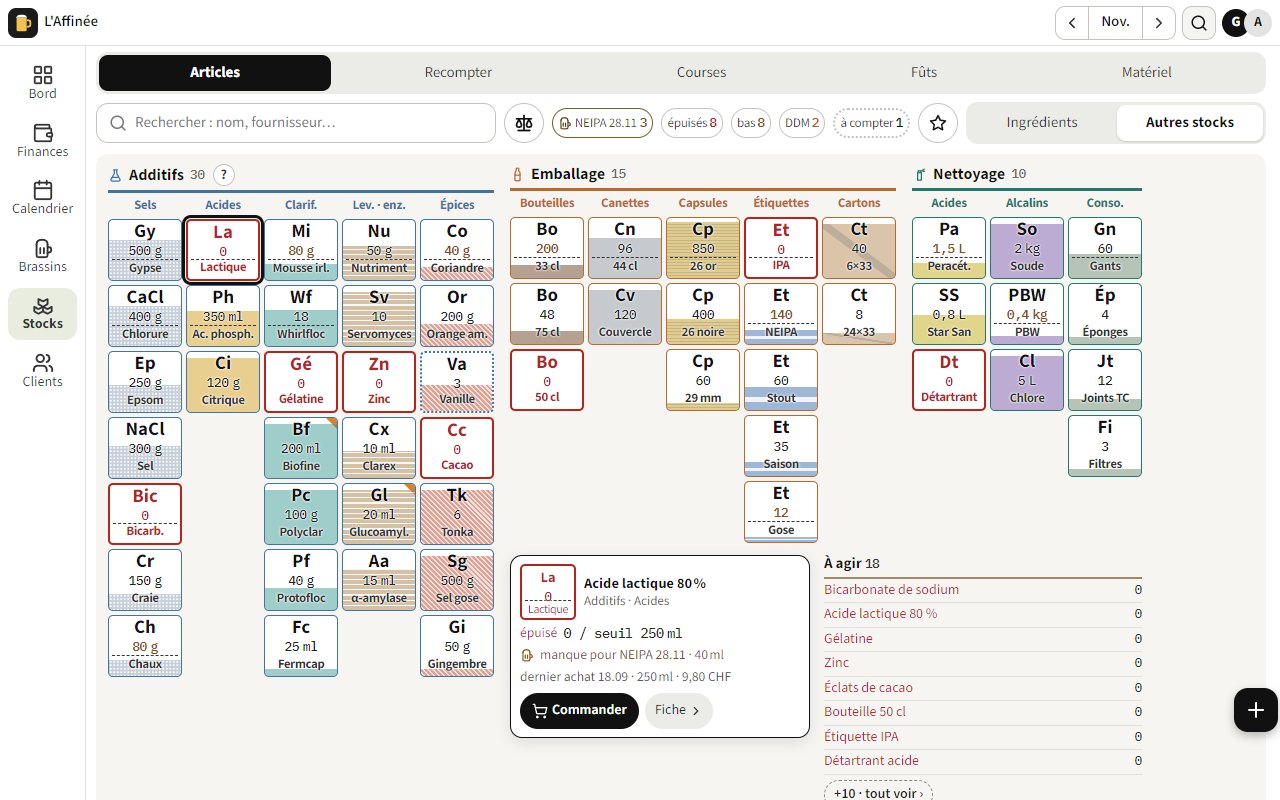 L'Affinée
Nov.
G A
Articles
Recompter
Courses
Fûts
Matériel
Bord
Finances
Calendrier
Brassins
Stocks
Clients
Rechercher : nom, fournisseur…
NEIPA 28.11 3
épuisés 8
bas 8
DDM 2
à compter 1
Ingrédients
Autres stocks
Additifs 30 ?
Sels Acides Clarif. Lev. · enz. Épices
Gy 500 g Gypse
La 0 Lactique
Mi 80 g Mousse irl.
Nu 50 g Nutriment
Co 40 g Coriandre
CaCl 400 g Chlorure
Ph 350 ml Ac. phosph.
Wf 18 Whirlfloc
Sv 10 Servomyces
Or 200 g Orange am.
Ep 250 g Epsom
Ci 120 g Citrique
Gé 0 Gélatine
Zn 0 Zinc
Va 3 Vanille
NaCl 300 g Sel
Bf 200 ml Biofine
Cx 10 ml Clarex
Cc 0 Cacao
Bic 0 Bicarb.
Pc 100 g Polyclar
Gl 20 ml Glucoamyl.
Tk 6 Tonka
Cr 150 g Craie
Pf 40 g Protofloc
Aa 15 ml α-amylase
Sg 500 g Sel gose
Ch 80 g Chaux
Fc 25 ml Fermcap
Gi 50 g Gingembre
Emballage 15
Bouteilles Canettes Capsules Étiquettes Cartons
Bo 200 33 cl
Cn 96 44 cl
Cp 850 26 or
Et 0 IPA
Ct 40 6×33
Bo 48 75 cl
Cv 120 Couvercle
Cp 400 26 noire
Et 140 NEIPA
Ct 8 24×33
Bo 0 50 cl
Cp 60 29 mm
Et 60 Stout
Et 35 Saison
Et 12 Gose
Nettoyage 10
Acides Alcalins Conso.
Pa 1,5 L Peracét.
So 2 kg Soude
Gn 60 Gants
SS 0,8 L Star San
PBW 0,4 kg PBW
Ép 4 Éponges
Dt 0 Détartrant
Cl 5 L Chlore
Jt 12 Joints TC
Fi 3 Filtres
La 0 Lactique
Acide lactique 80 %
Additifs · Acides
épuisé 0 / seuil 250 ml
manque pour NEIPA 28.11 · 40 ml
dernier achat 18.09 · 250 ml · 9,80 CHF
Commander
Fiche
À agir 18
Bicarbonate de sodium 0
Acide lactique 80 % 0
Gélatine 0
Zinc 0
Éclats de cacao 0
Bouteille 50 cl 0
Étiquette IPA 0
Détartrant acide 0
+10 · tout voir ›